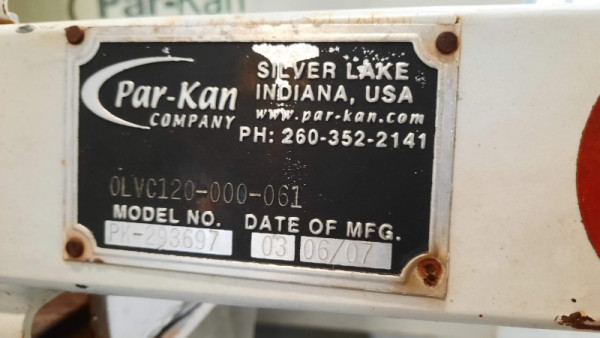 Par-Kan
Par-Kan
COMPANY
SILVER LAKE
INDIANA, USA
www.par-kan.com
PH: 260-352-2141
OLVC120-000-061
MODEL NO. DATE OF MFG.
PK-293697 03 06/07